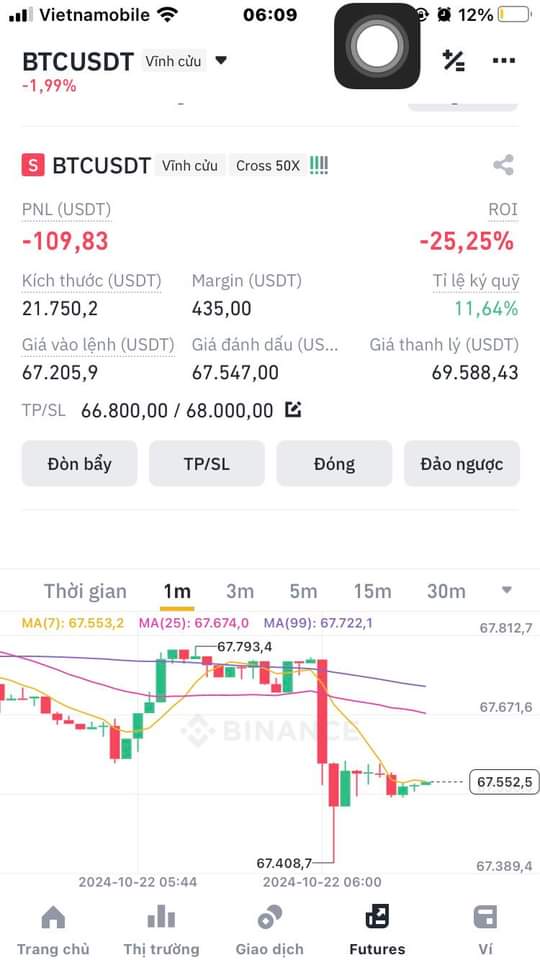 Vietnamobile 06:09 12%
BTCUSDT Vĩnh cửu
-1,99%
S BTCUSDT Vĩnh cửu Cross 50X !!!!
PNL (USDT) ROI
-109,83 -25,25%
Kích thước (USDT) Margin (USDT) Tỉ lệ ký quỹ
21.750,2 435,00 11,64%
Giá vào lệnh (USDT) Giá đánh dấu (US... Giá thanh lý (USDT)
67.205,9 67.547,00 69.588,43
TP/SL 66.800,00 / 68.000,00
Đòn bẩy TP/SL Đóng Đảo ngược
Thời gian 1m 3m 5m 15m 30m
MA(7): 67.553,2 MA(25): 67.674,0 MA(99): 67.722,1
67.812,7
67.793,4
67.671,6
BINANCE
67.552,5
67.408,7
67.389,4
2024-10-22 05:44 2024-10-22 06:00
Trang chủ Thị trường Giao dịch Futures Ví